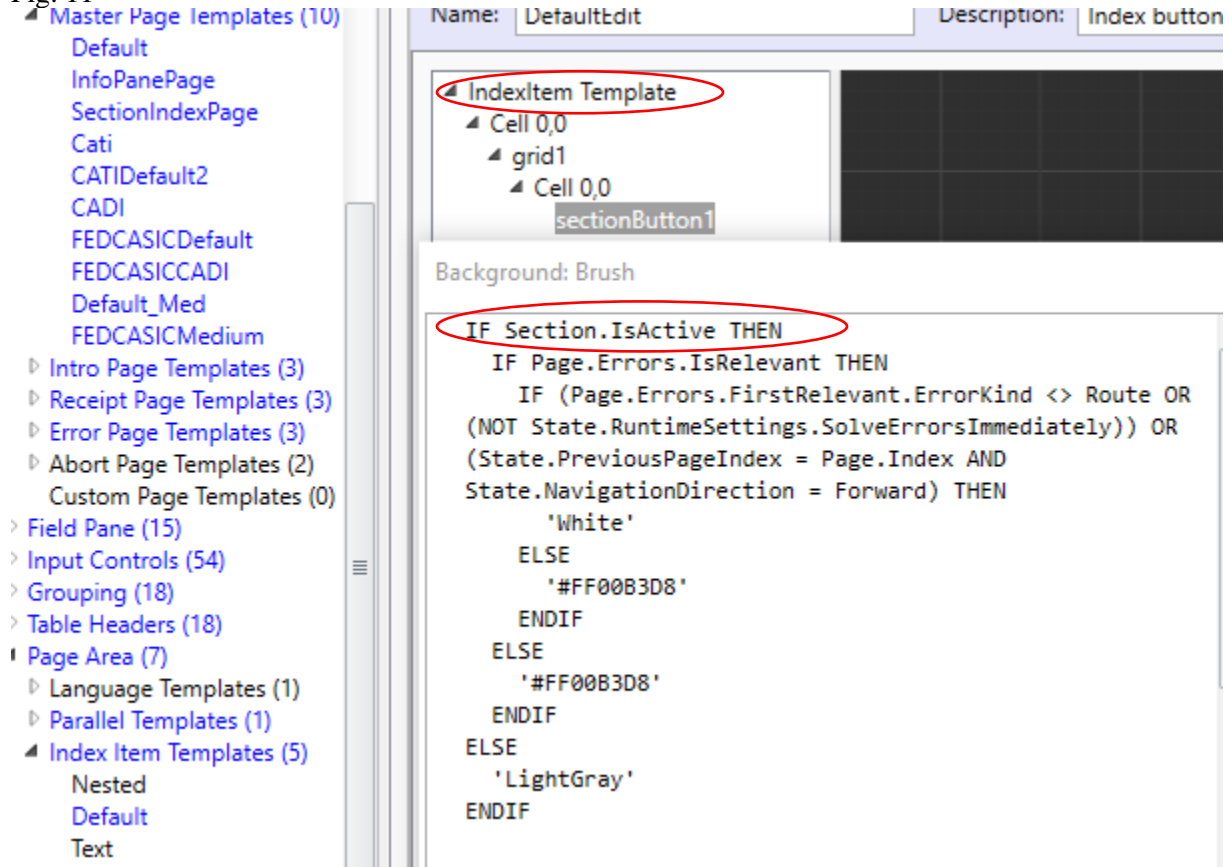 Fig. 11
Master Page Templates (10)
Default
InfoPanePage
SectionIndexPage
Cati
CATIDefault2
CADI
FEDCASICDefault
FEDCASICCADI
Default_Med
FEDCASICMedium
Intro Page Templates (3)
Receipt Page Templates (3)
Error Page Templates (3)
Abort Page Templates (2)
Custom Page Templates (0)
Field Pane (15)
Input Controls (54)
Grouping (18)
Table Headers (18)
Page Area (7)
Language Templates (1)
Parallel Templates (1)
Index Item Templates (5)
Nested
Default
Text
Name: DefaultEdit Description: Index button
IndexItem Template
Cell 0,0
grid1
Cell 0,0
sectionButton1
Background: Brush
IF Section.IsActive THEN
IF Page.Errors.IsRelevant THEN
IF (Page.Errors.FirstRelevant.ErrorKind <> Route OR
(NOT State.RuntimeSettings.SolveErrorsImmediately)) OR
(State.PreviousPageIndex = Page.Index AND
State.NavigationDirection = Forward) THEN
'White'
ELSE
'#FF00B3D8'
ENDIF
ELSE
'#FF00B3D8'
ENDIF
ELSE
'LightGray'
ENDIF